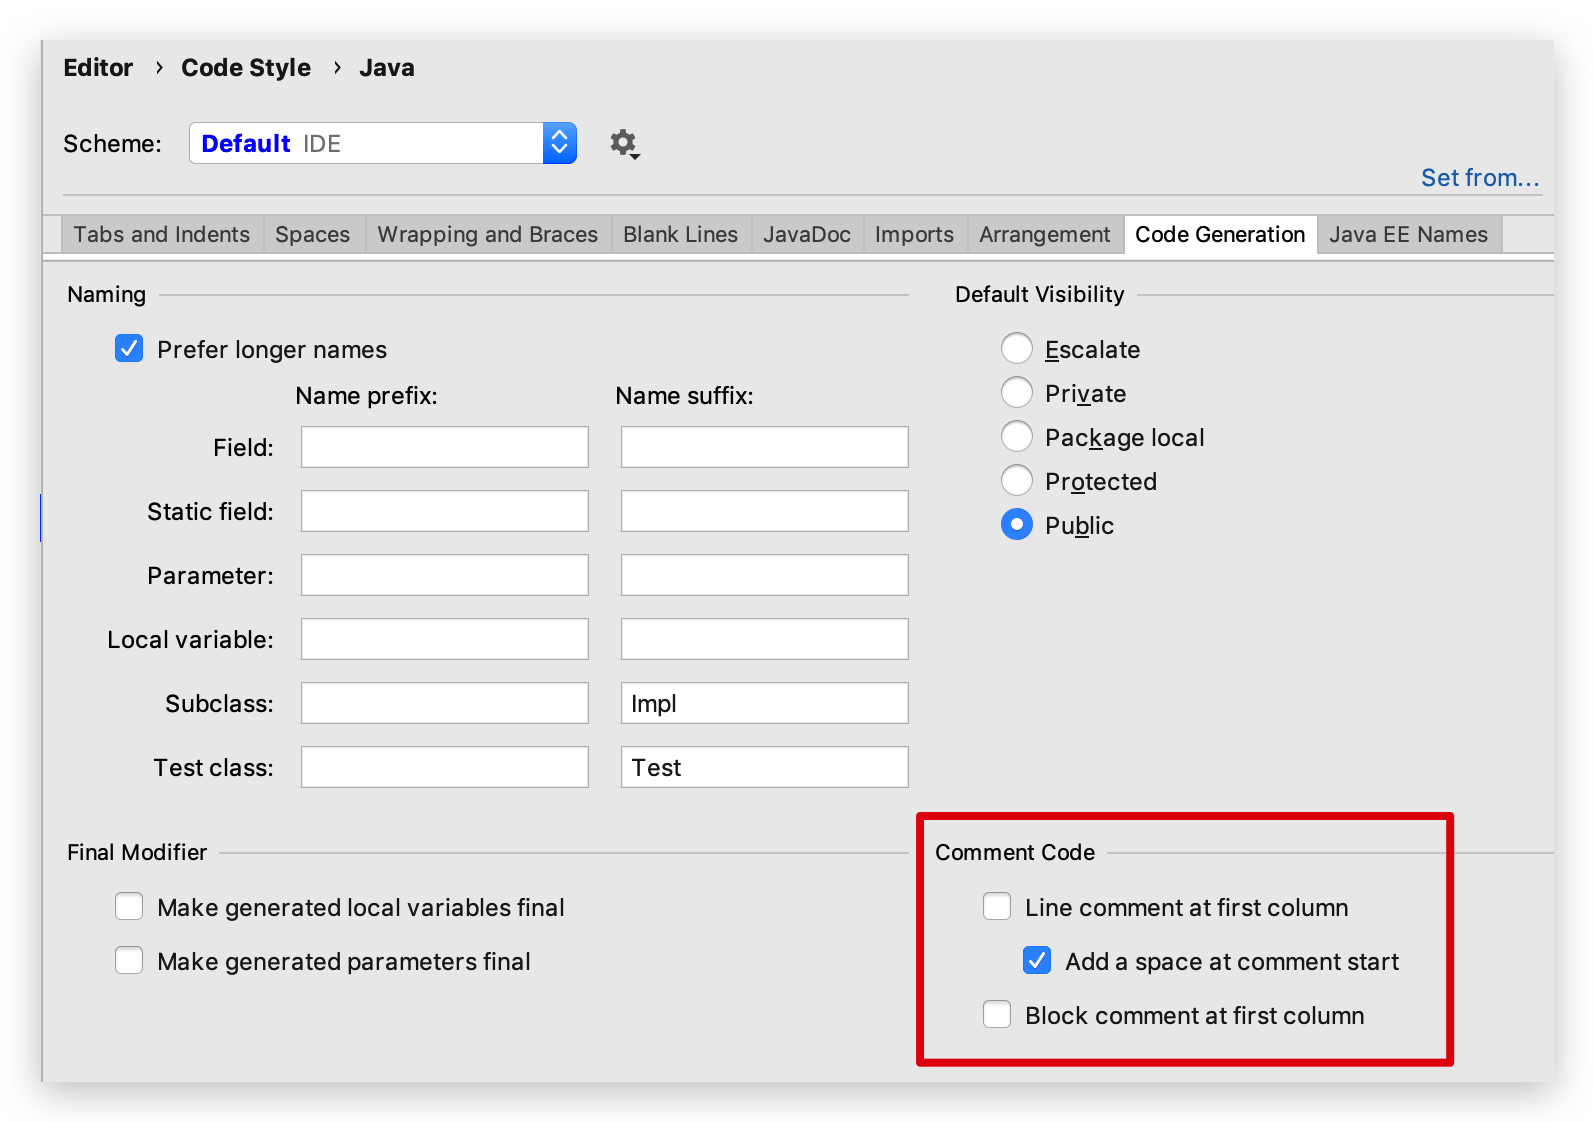 Editor › Code Style › Java
Scheme: Default IDE
Set from...
Tabs and Indents Spaces Wrapping and Braces Blank Lines JavaDoc Imports Arrangement Code Generation Java EE Names
Naming
Prefer longer names
Name prefix: Name suffix:
Field:
Static field:
Parameter:
Local variable:
Subclass: Impl
Test class: Test
Default Visibility
Escalate
Private
Package local
Protected
Public
Final Modifier
Make generated local variables final
Make generated parameters final
Comment Code
Line comment at first column
Add a space at comment start
Block comment at first column